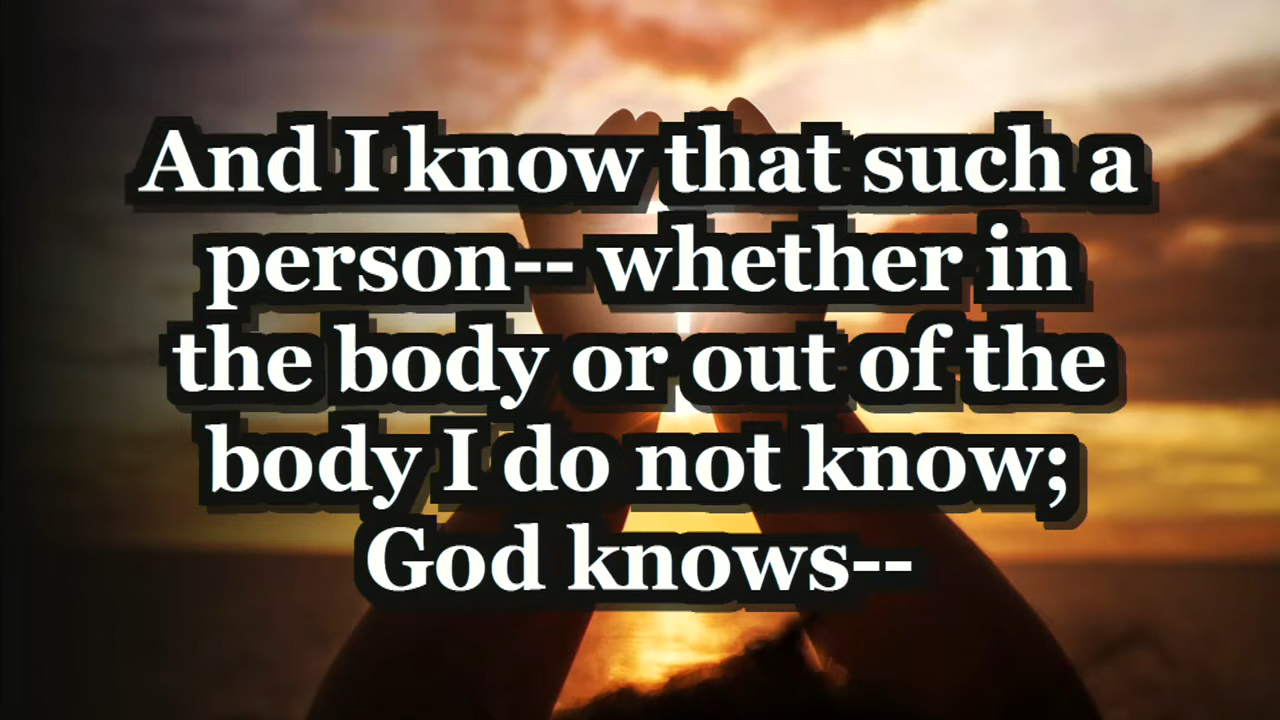 And I know that such a
person-- whether in
the body or out of the
body I do not know;
God knows--